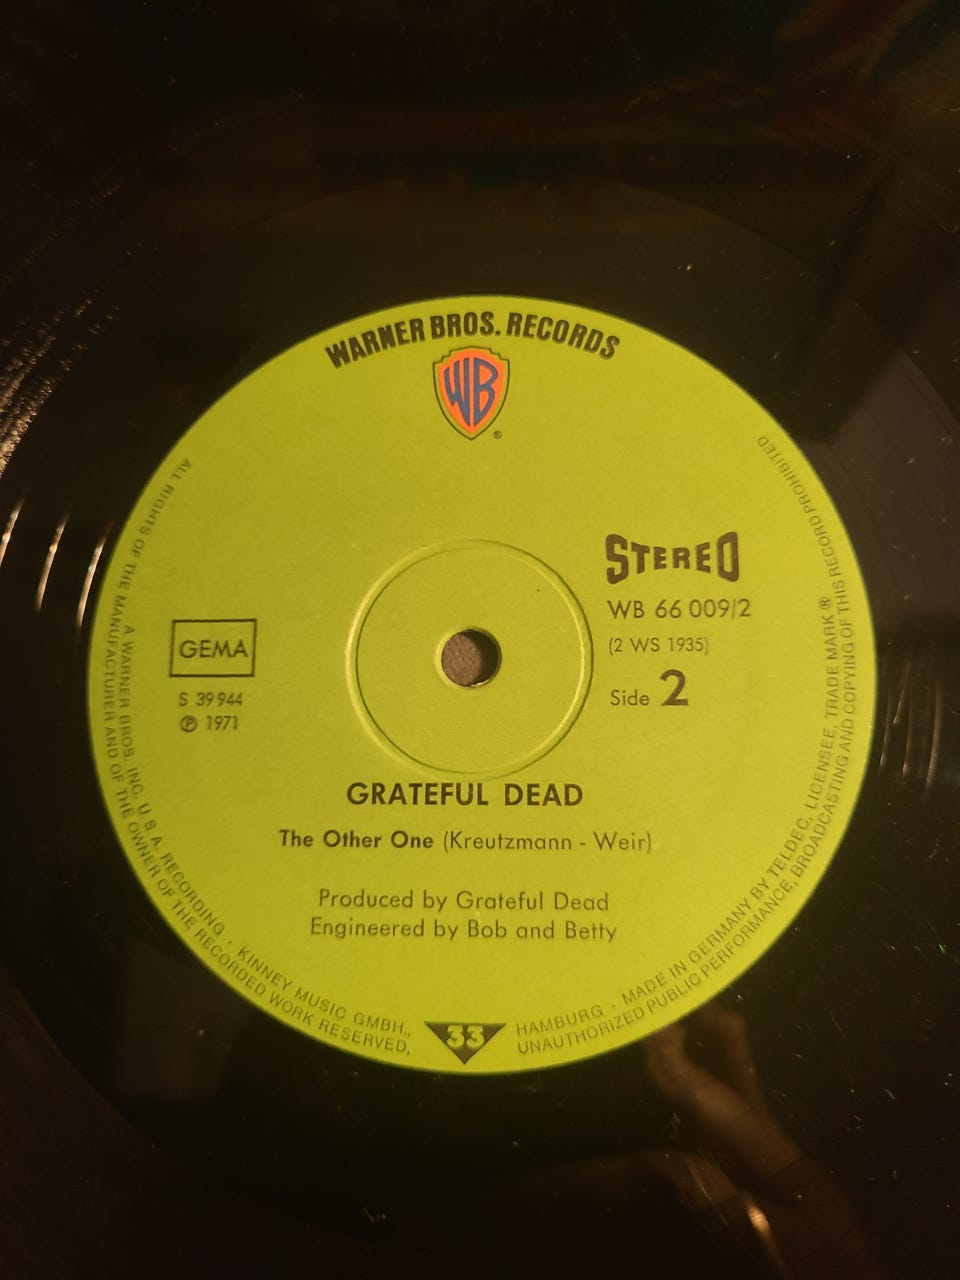 WARNER BROS. RECORDS
WB
®
STEREO
WB 66 009/2
(2 WS 1935)
Side 2
GEMA
S 39 944
℗ 1971
GRATEFUL DEAD
The Other One (Kreutzmann - Weir)
Produced by Grateful Dead
Engineered by Bob and Betty
33
ALL RIGHTS OF THE MANUFACTURER AND OF THE OWNER OF THE RECORDED WORK RESERVED,
UNAUTHORIZED PUBLIC PERFORMANCE, BROADCASTING AND COPYING OF THIS RECORD PROHIBITED
A WARNER BROS. INC. U.S.A. RECORDING · KINNEY MUSIC GMBH.,
HAMBURG · MADE IN GERMANY BY TELDEC, LICENSEE, TRADE MARK ®